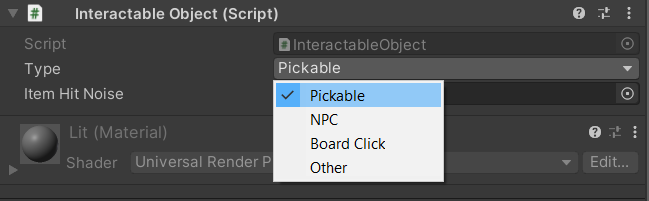 Interactable Object (Script)
Script
InteractableObject
Type
Pickable
Item Hit Noise
Pickable
NPC
Board Click
Other
Lit (Material)
Shader
Universal Render P
Edit...